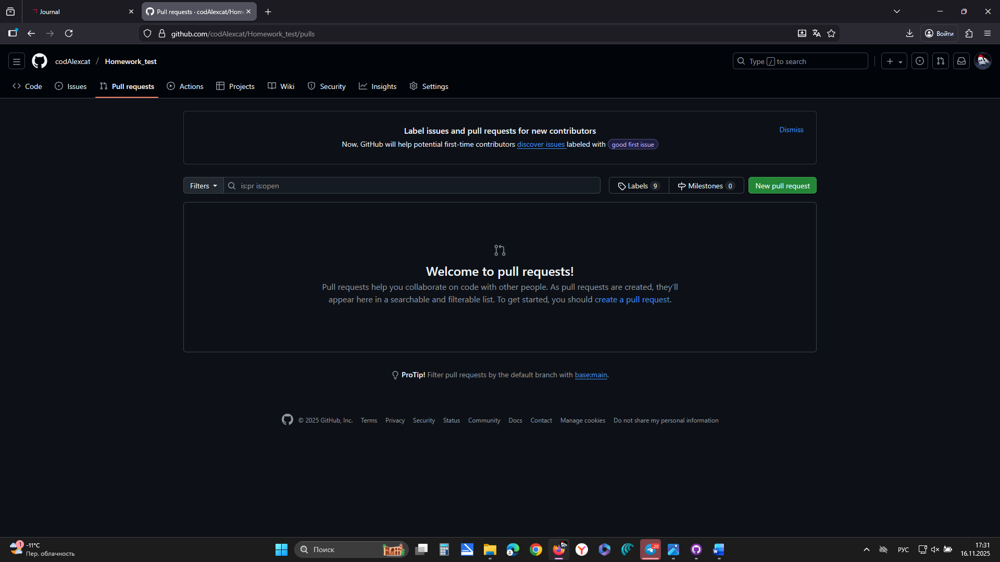 Journal
Pull requests · codAlexcat/Hom
github.com/codAlexcat/Homework_test/pulls
Войти
codAlexcat / Homework_test
Type / to search
Code
Issues
Pull requests
Actions
Projects
Wiki
Security
Insights
Settings
Label issues and pull requests for new contributors
Dismiss
Now, GitHub will help potential first-time contributors discover issues labeled with good first issue
Filters
is:pr is:open
Labels 9
Milestones 0
New pull request
Welcome to pull requests!
Pull requests help you collaborate on code with other people. As pull requests are created, they’ll
appear here in a searchable and filterable list. To get started, you should create a pull request.
ProTip! Filter pull requests by the default branch with base:main.
© 2025 GitHub, Inc. Terms Privacy Security Status Community Docs Contact Manage cookies Do not share my personal information
1
-11°C
Пер. облачность
Поиск
20
РУС
17:31
16.11.2025